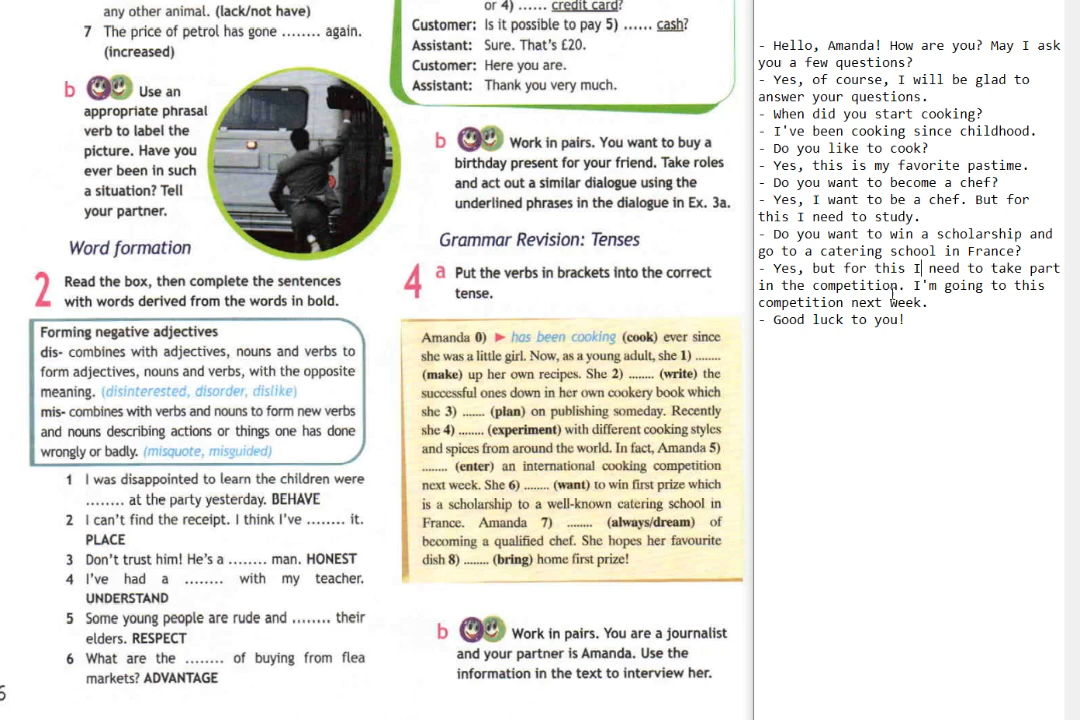 any other animal. (lack/not have)
7 The price of petrol has gone ........ again.
(increased)
b Use an
appropriate phrasal
verb to label the
picture. Have you
ever been in such
a situation? Tell
your partner.
Word formation
2 Read the box, then complete the sentences
with words derived from the words in bold.
Forming negative adjectives
dis- combines with adjectives, nouns and verbs to
form adjectives, nouns and verbs, with the opposite
meaning. (disinterested, disorder, dislike)
mis- combines with verbs and nouns to form new verbs
and nouns describing actions or things one has done
wrongly or badly. (misquote, misguided)
1 I was disappointed to learn the children were
........ at the party yesterday. BEHAVE
2 I can't find the receipt. I think I've ........ it.
PLACE
3 Don't trust him! He's a ........ man. HONEST
4 I've had a ........ with my teacher.
UNDERSTAND
5 Some young people are rude and ........ their
elders. RESPECT
6 What are the ........ of buying from flea
markets? ADVANTAGE
6
or 4) ...... credit card?
Customer: Is it possible to pay 5) ...... cash?
Assistant: Sure. That's £20.
Customer: Here you are.
Assistant: Thank you very much.
b Work in pairs. You want to buy a
birthday present for your friend. Take roles
and act out a similar dialogue using the
underlined phrases in the dialogue in Ex. 3a.
Grammar Revision: Tenses
4 a Put the verbs in brackets into the correct
tense.
Amanda 0) ► has been cooking (cook) ever since
she was a little girl. Now, as a young adult, she 1) ........
(make) up her own recipes. She 2) ........ (write) the
successful ones down in her own cookery book which
she 3) ....... (plan) on publishing someday. Recently
she 4) ........ (experiment) with different cooking styles
and spices from around the world. In fact, Amanda 5)
........ (enter) an international cooking competition
next week. She 6) ........ (want) to win first prize which
is a scholarship to a well-known catering school in
France. Amanda 7) ........ (always/dream) of
becoming a qualified chef. She hopes her favourite
dish 8) ........ (bring) home first prize!
b Work in pairs. You are a journalist
and your partner is Amanda. Use the
information in the text to interview her.
- Hello, Amanda! How are you? May I ask
you a few questions?
- Yes, of course, I will be glad to
answer your questions.
- When did you start cooking?
- I've been cooking since childhood.
- Do you like to cook?
- Yes, this is my favorite pastime.
- Do you want to become a chef?
- Yes, I want to be a chef. But for
this I need to study.
- Do you want to win a scholarship and
go to a catering school in France?
- Yes, but for this I need to take part
in the competition. I'm going to this
competition next week.
- Good luck to you!